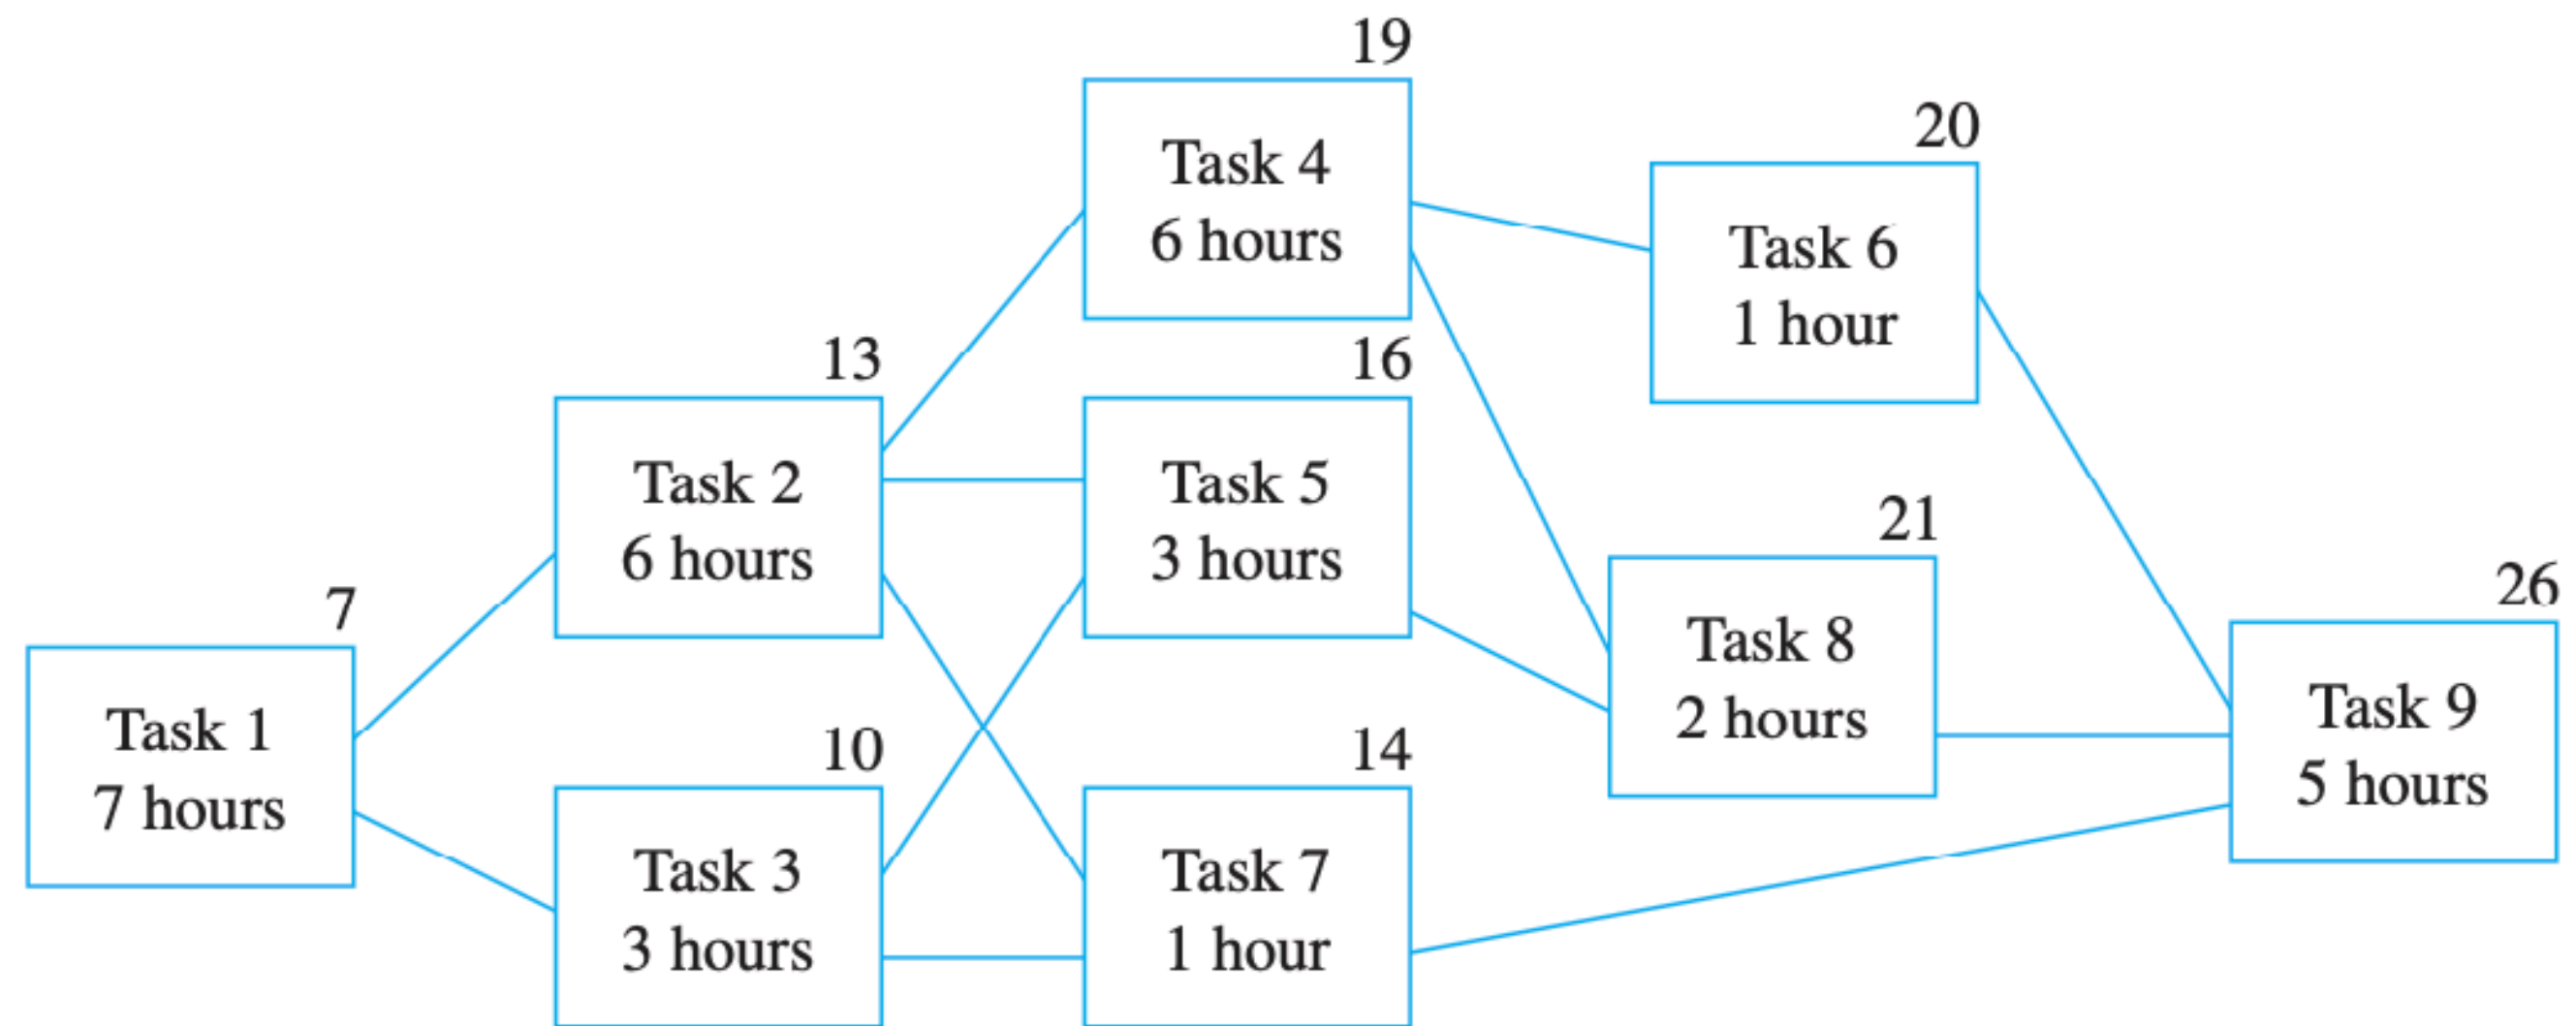 19
Task 4
6 hours
20
Task 6
1 hour
13
Task 2
6 hours
16
Task 5
3 hours
21
Task 8
2 hours
7
Task 1
7 hours
26
Task 9
5 hours
10
Task 3
3 hours
14
Task 7
1 hour